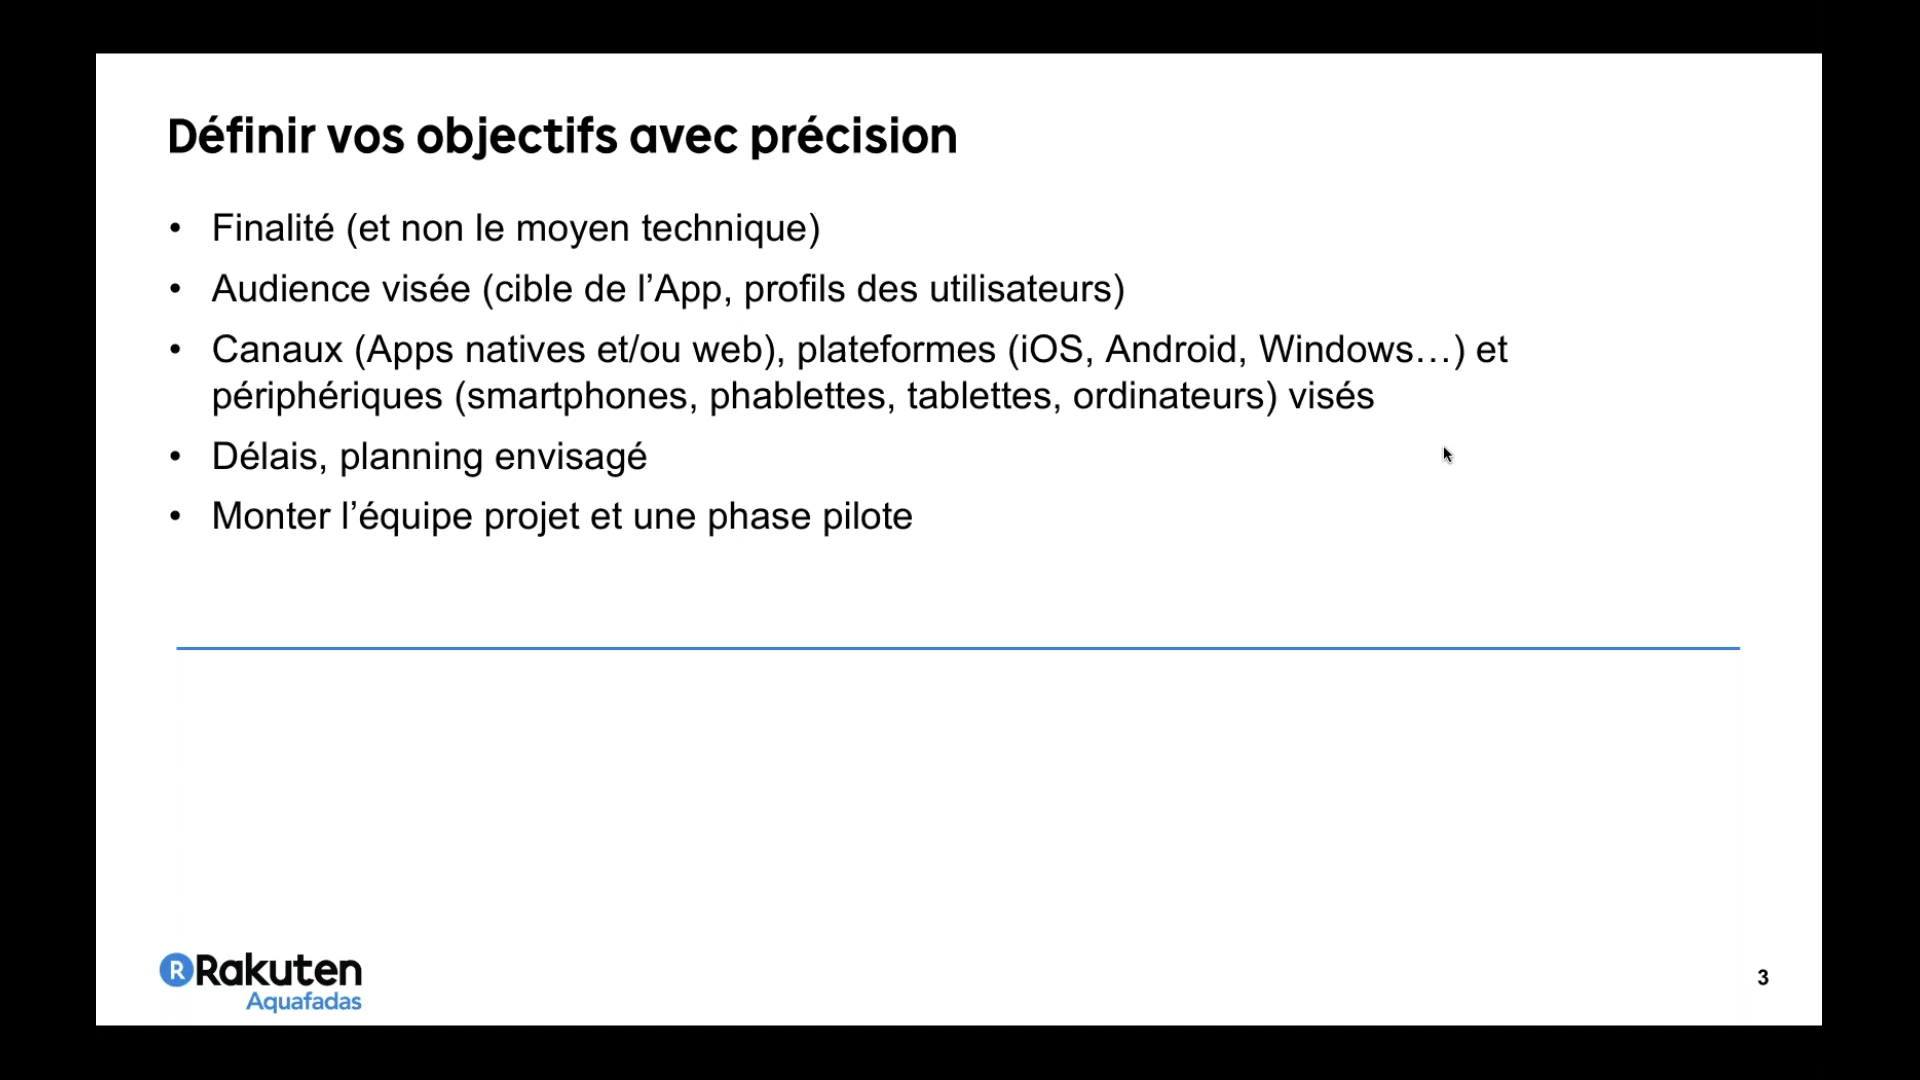 Définir vos objectifs avec précision
• Finalité (et non le moyen technique)
• Audience visée (cible de l’App, profils des utilisateurs)
• Canaux (Apps natives et/ou web), plateformes (iOS, Android, Windows…) et
périphériques (smartphones, phablettes, tablettes, ordinateurs) visés
• Délais, planning envisagé
• Monter l’équipe projet et une phase pilote
R Rakuten
Aquafadas
3